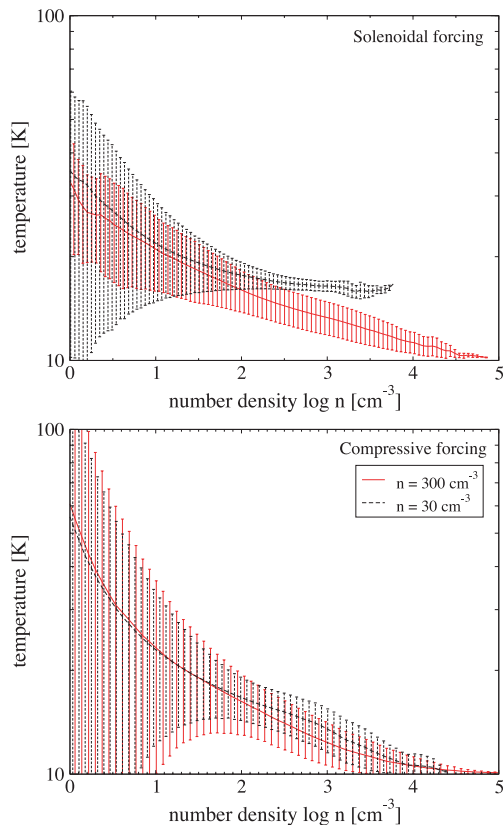 100
Solenoidal forcing
temperature [K]
10
0 1 2 3 4 5
number density log n [cm⁻³]
100
Compressive forcing
n = 300 cm⁻³
n = 30 cm⁻³
temperature [K]
10
0 1 2 3 4 5
number density log n [cm⁻³]